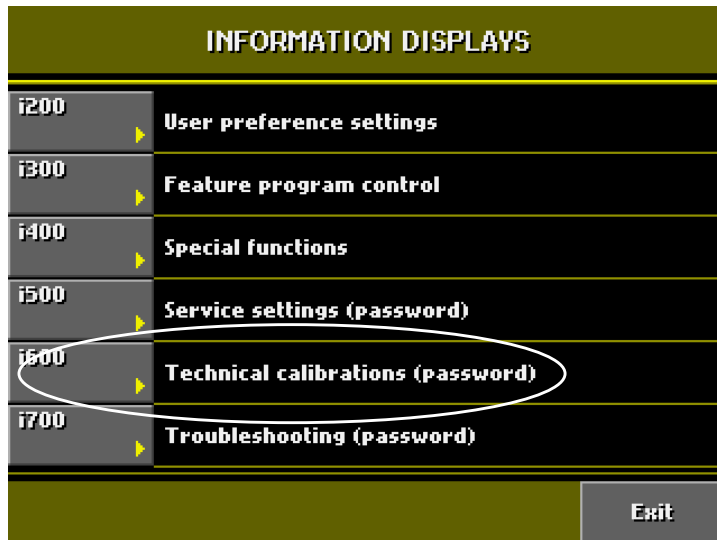 INFORMATION DISPLAYS
i200
User preference settings
i300
Feature program control
i400
Special functions
i500
Service settings (password)
i600
Technical calibrations (password)
i700
Troubleshooting (password)
Exit